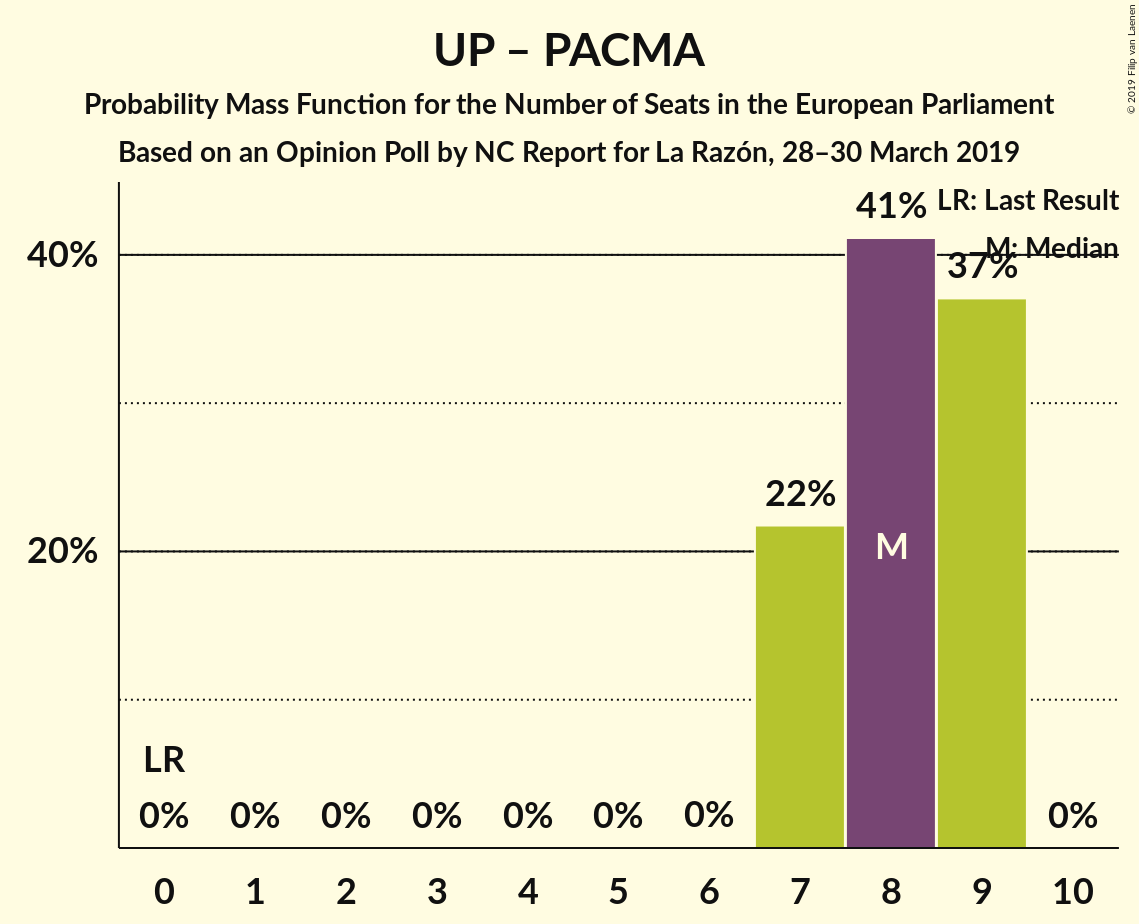 UP – PACMA
Probability Mass Function for the Number of Seats in the European Parliament
Based on an Opinion Poll by NC Report for La Razón, 28–30 March 2019
© 2019 Filip van Laenen
LR: Last Result
M: Median
40%
20%
41%
37%
22%
M
LR
0% 0% 0% 0% 0% 0% 0% 0%
0 1 2 3 4 5 6 7 8 9 10